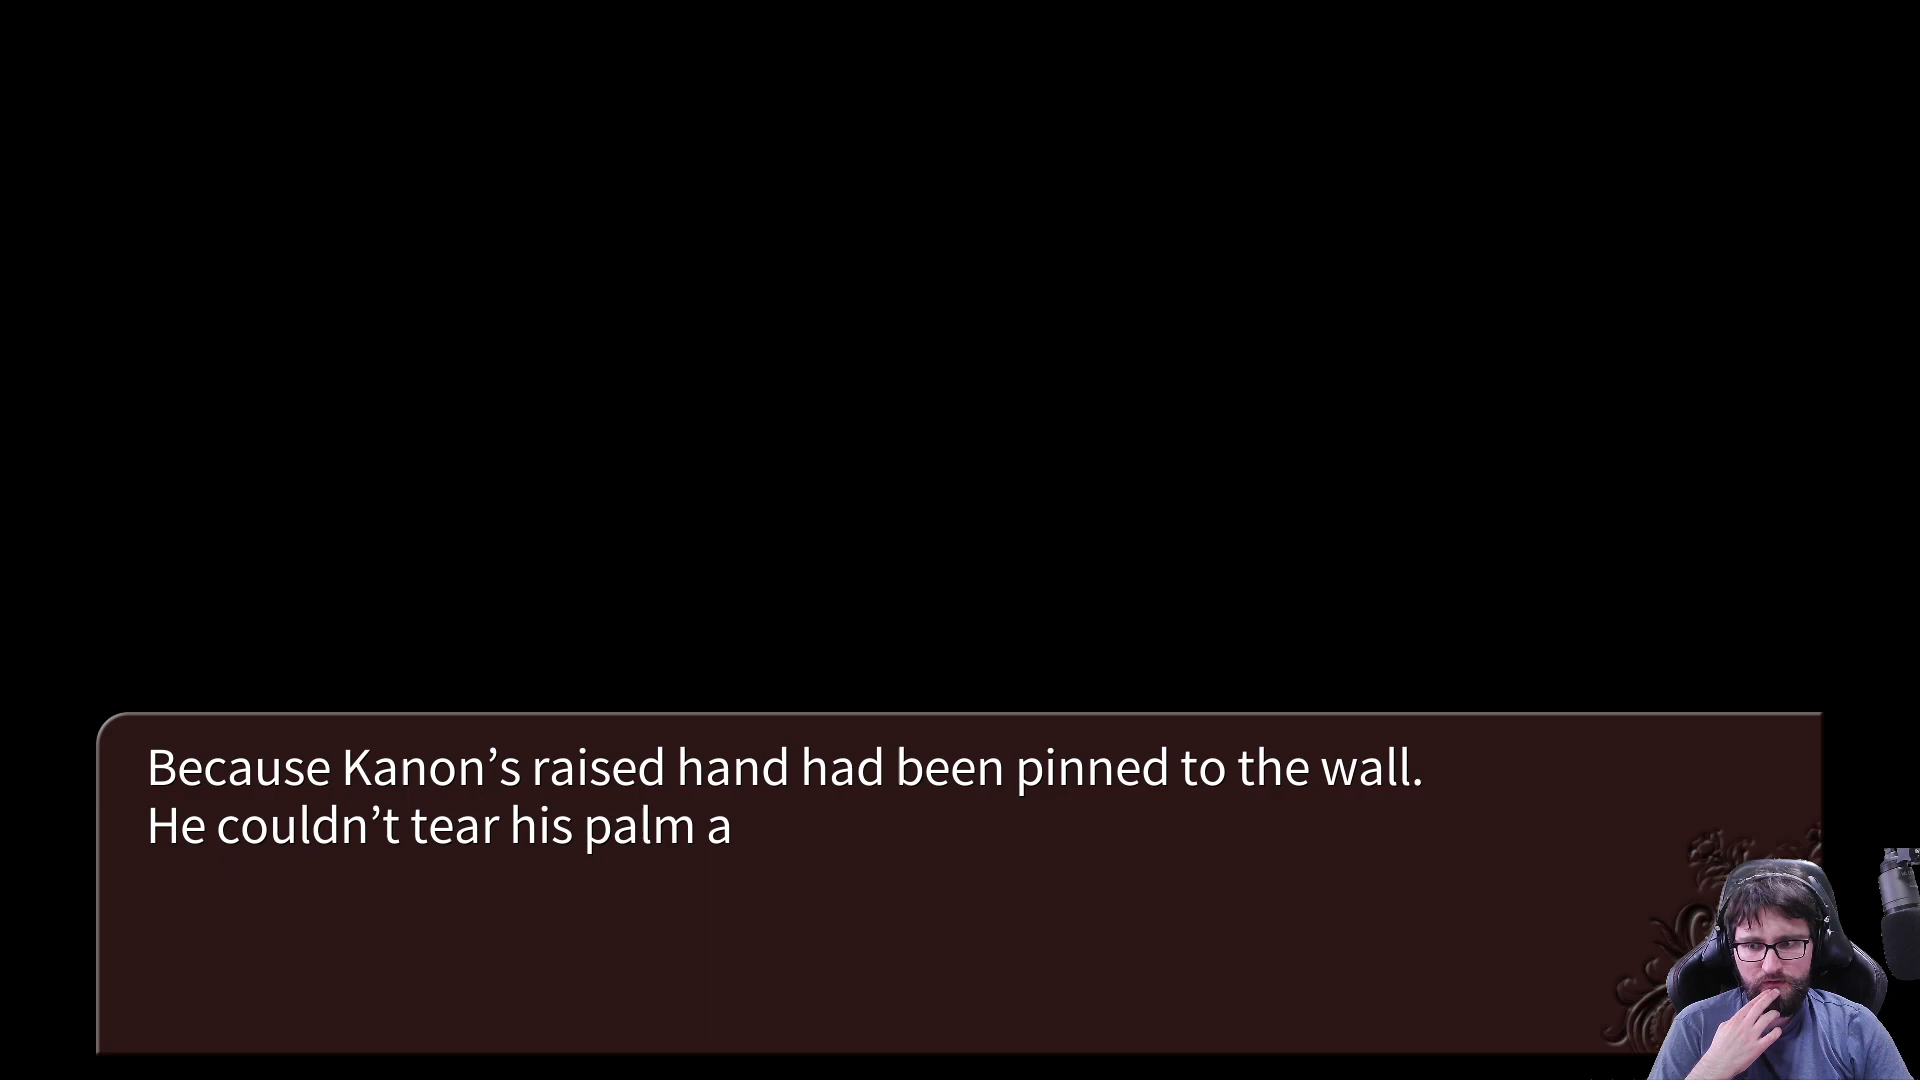 Because Kanon’s raised hand had been pinned to the wall.
He couldn’t tear his palm a